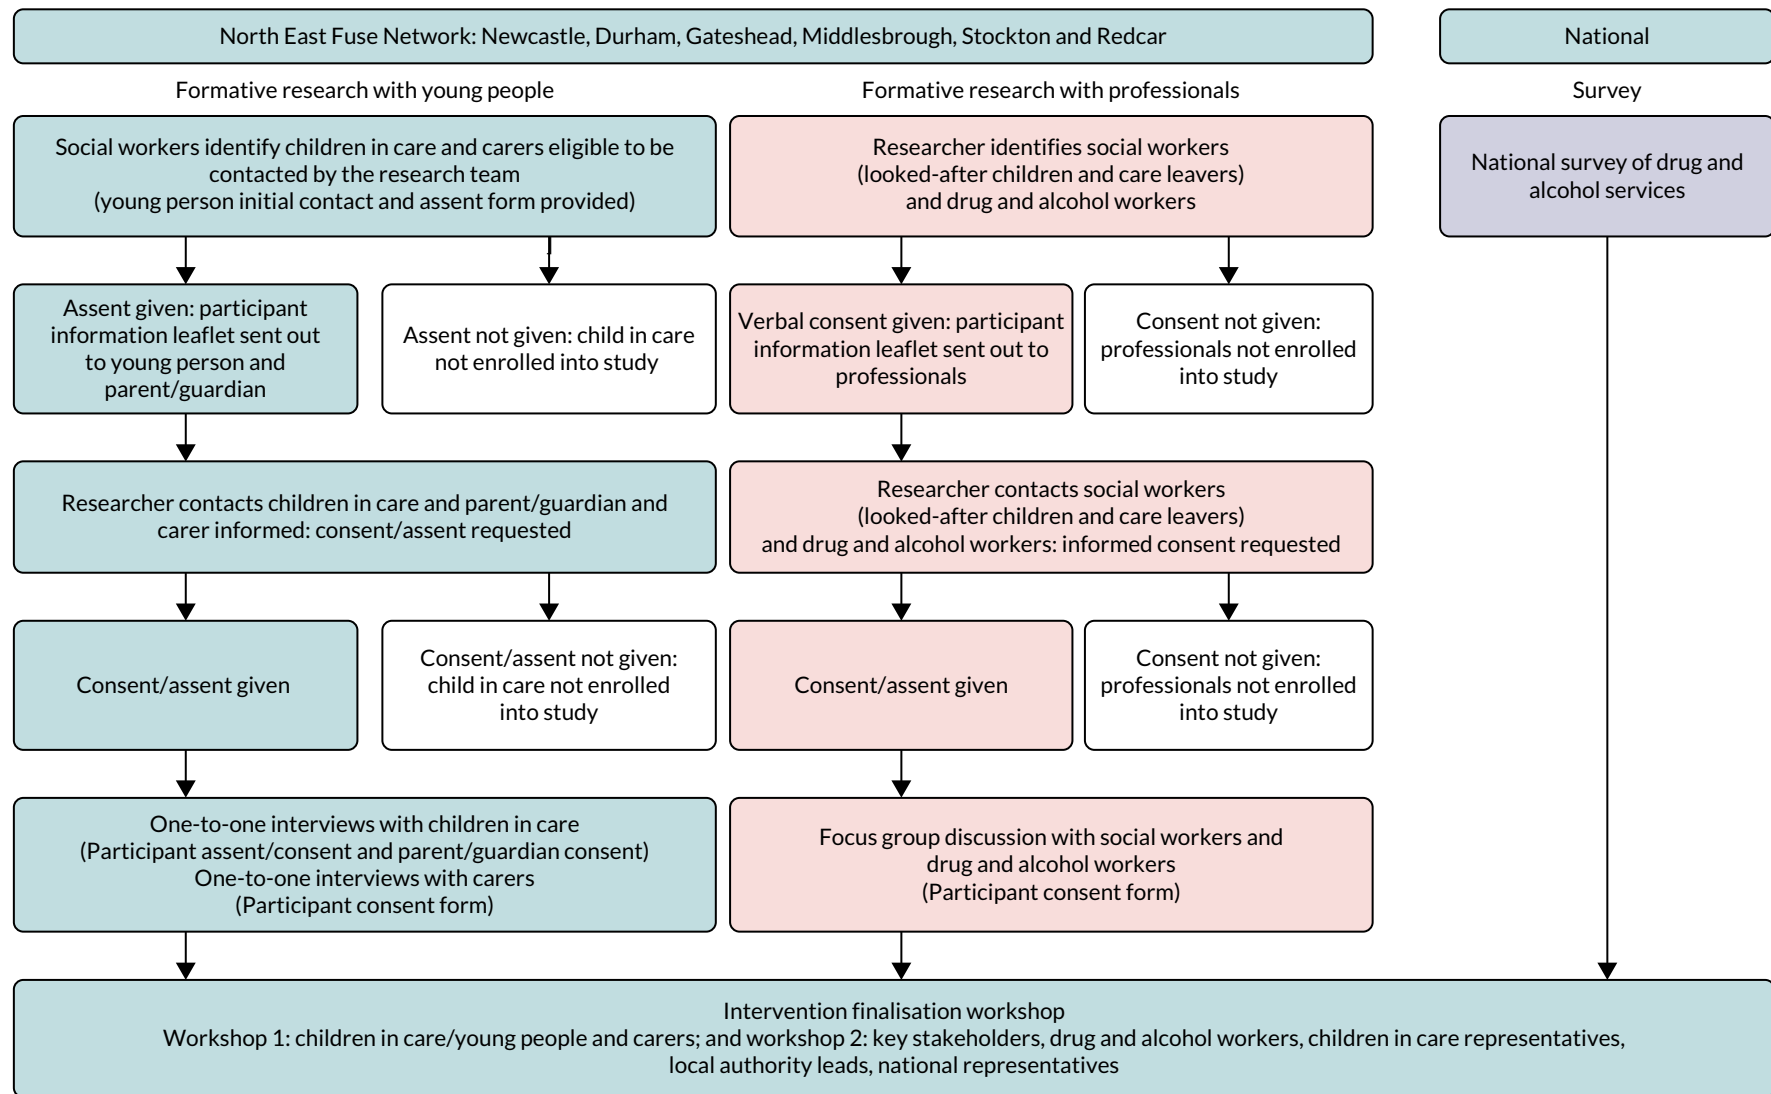 North East Fuse Network: Newcastle, Durham, Gateshead, Middlesbrough, Stockton and Redcar
National
Formative research with young people
Formative research with professionals
Survey
Social workers identify children in care and carers eligible to be
contacted by the research team
(young person initial contact and assent form provided)
Researcher identifies social workers
(looked-after children and care leavers)
and drug and alcohol workers
National survey of drug and
alcohol services
Assent given: participant
information leaflet sent out
to young person and
parent/guardian
Assent not given: child in care
not enrolled into study
Verbal consent given: participant
information leaflet sent out to
professionals
Consent not given:
professionals not enrolled
into study
Researcher contacts children in care and parent/guardian and
carer informed: consent/assent requested
Researcher contacts social workers
(looked-after children and care leavers)
and drug and alcohol workers: informed consent requested
Consent/assent given
Consent/assent not given:
child in care not enrolled
into study
Consent/assent given
Consent not given:
professionals not enrolled
into study
One-to-one interviews with children in care
(Participant assent/consent and parent/guardian consent)
One-to-one interviews with carers
(Participant consent form)
Focus group discussion with social workers and
drug and alcohol workers
(Participant consent form)
Intervention finalisation workshop
Workshop 1: children in care/young people and carers; and workshop 2: key stakeholders, drug and alcohol workers, children in care representatives,
local authority leads, national representatives